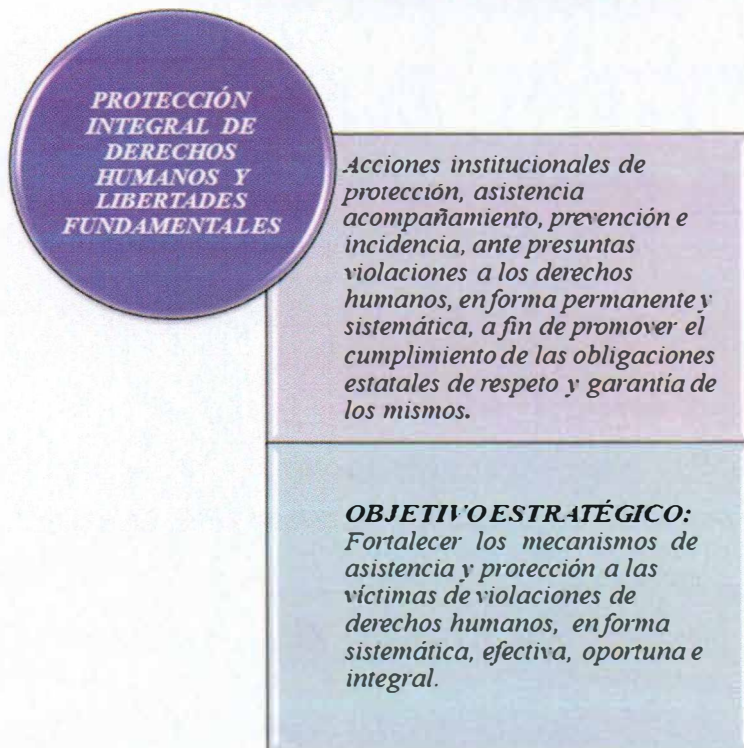 PROTECCIÓN
INTEGRAL DE
DERECHOS
HUMANOS Y
LIBERTADES
FUNDAMENTALES
Acciones institucionales de
protección, asistencia
acompañamiento, prevención e
incidencia, ante presuntas
violaciones a los derechos
humanos, en forma permanente y
sistemática, a fin de promover el
cumplimiento de las obligaciones
estatales de respeto y garantía de
los mismos.
OBJETIVO ESTRATÉGICO:
Fortalecer los mecanismos de
asistencia y protección a las
víctimas de violaciones de
derechos humanos, en forma
sistemática, efectiva, oportuna e
integral.